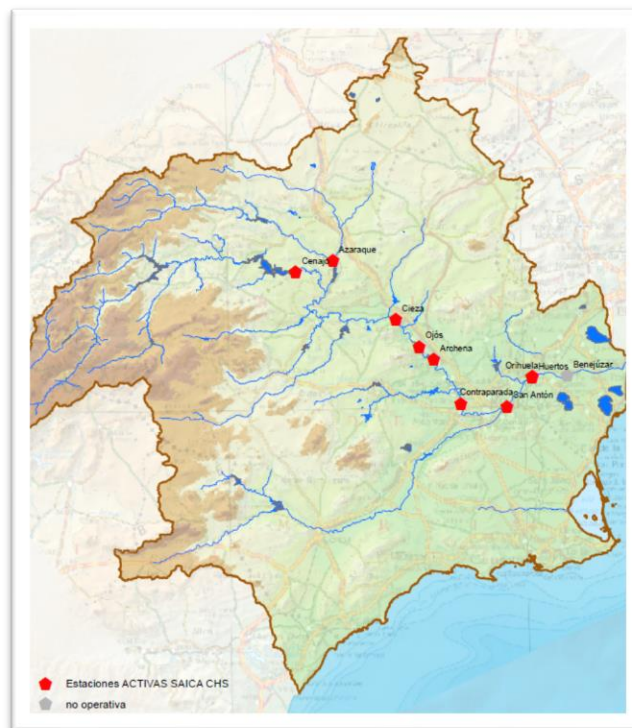 Azaraque
Cenajo
Cieza
Ojós
Archena
OrihuelaHuertos
Benejúzar
Contraparada
San Antón
Estaciones ACTIVAS SAICA CHS
no operativa